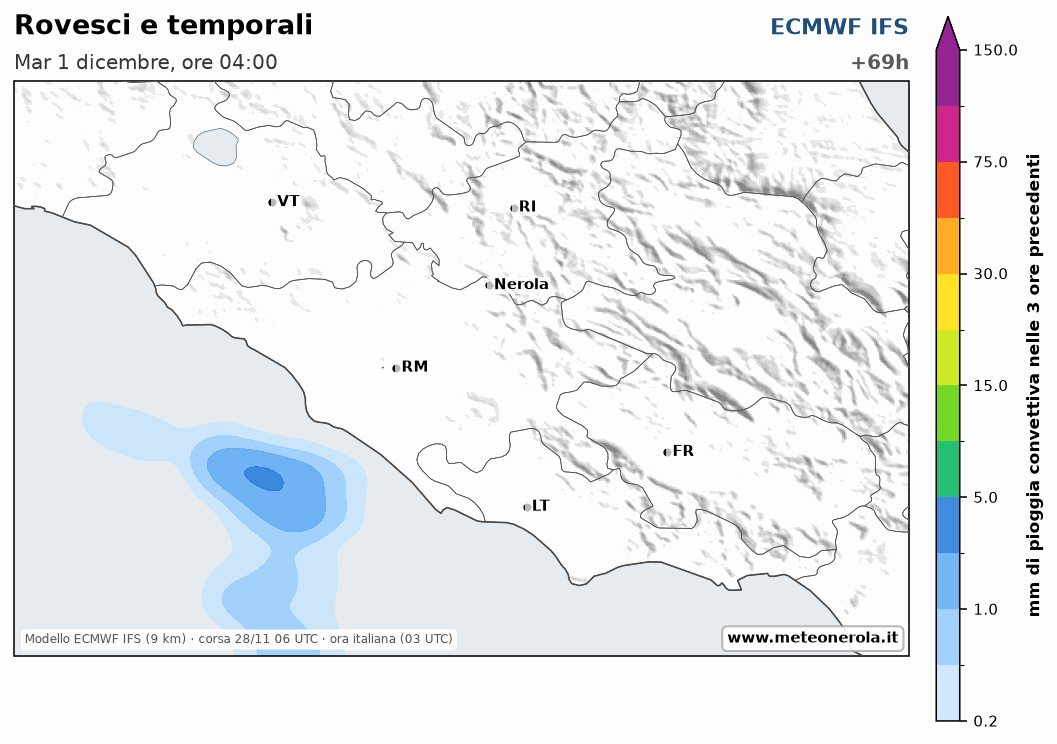 Rovesci e temporali
ECMWF IFS
Mar 1 dicembre, ore 04:00
+69h
VT
RI
Nerola
RM
FR
LT
Modello ECMWF IFS (9 km) · corsa 28/11 06 UTC · ora italiana (03 UTC)
www.meteonerola.it
150.0
75.0
30.0
15.0
5.0
1.0
0.2
mm di pioggia convettiva nelle 3 ore precedenti